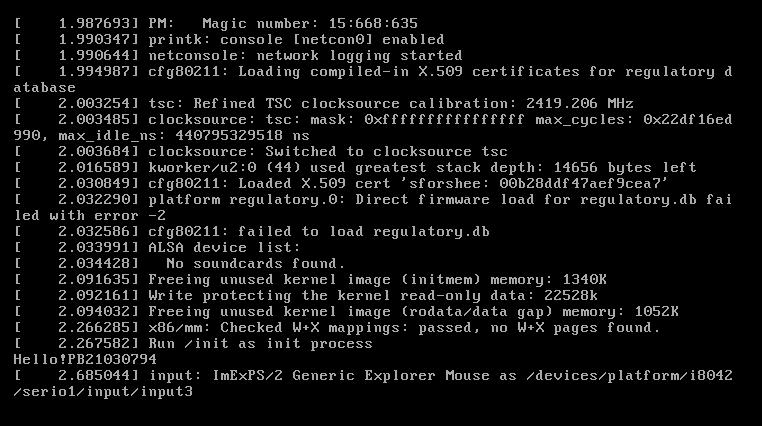 [    1.987693] PM:   Magic number: 15:668:635
[    1.990347] printk: console [netcon0] enabled
[    1.990644] netconsole: network logging started
[    1.994987] cfg80211: Loading compiled-in X.509 certificates for regulatory d
atabase
[    2.003254] tsc: Refined TSC clocksource calibration: 2419.206 MHz
[    2.003485] clocksource: tsc: mask: 0xffffffffffffffff max_cycles: 0x22df16ed
990, max_idle_ns: 440795329518 ns
[    2.003684] clocksource: Switched to clocksource tsc
[    2.016589] kworker/u2:0 (44) used greatest stack depth: 14656 bytes left
[    2.030849] cfg80211: Loaded X.509 cert 'sforshee: 00b28ddf47aef9cea7'
[    2.032290] platform regulatory.0: Direct firmware load for regulatory.db fai
led with error -2
[    2.032586] cfg80211: failed to load regulatory.db
[    2.033991] ALSA device list:
[    2.034428]   No soundcards found.
[    2.091635] Freeing unused kernel image (initmem) memory: 1340K
[    2.092161] Write protecting the kernel read-only data: 22528k
[    2.094032] Freeing unused kernel image (rodata/data gap) memory: 1052K
[    2.266285] x86/mm: Checked W+X mappings: passed, no W+X pages found.
[    2.267582] Run /init as init process
Hello!PB21030794
[    2.685044] input: ImExPS/2 Generic Explorer Mouse as /devices/platform/i8042
/serio1/input/input3